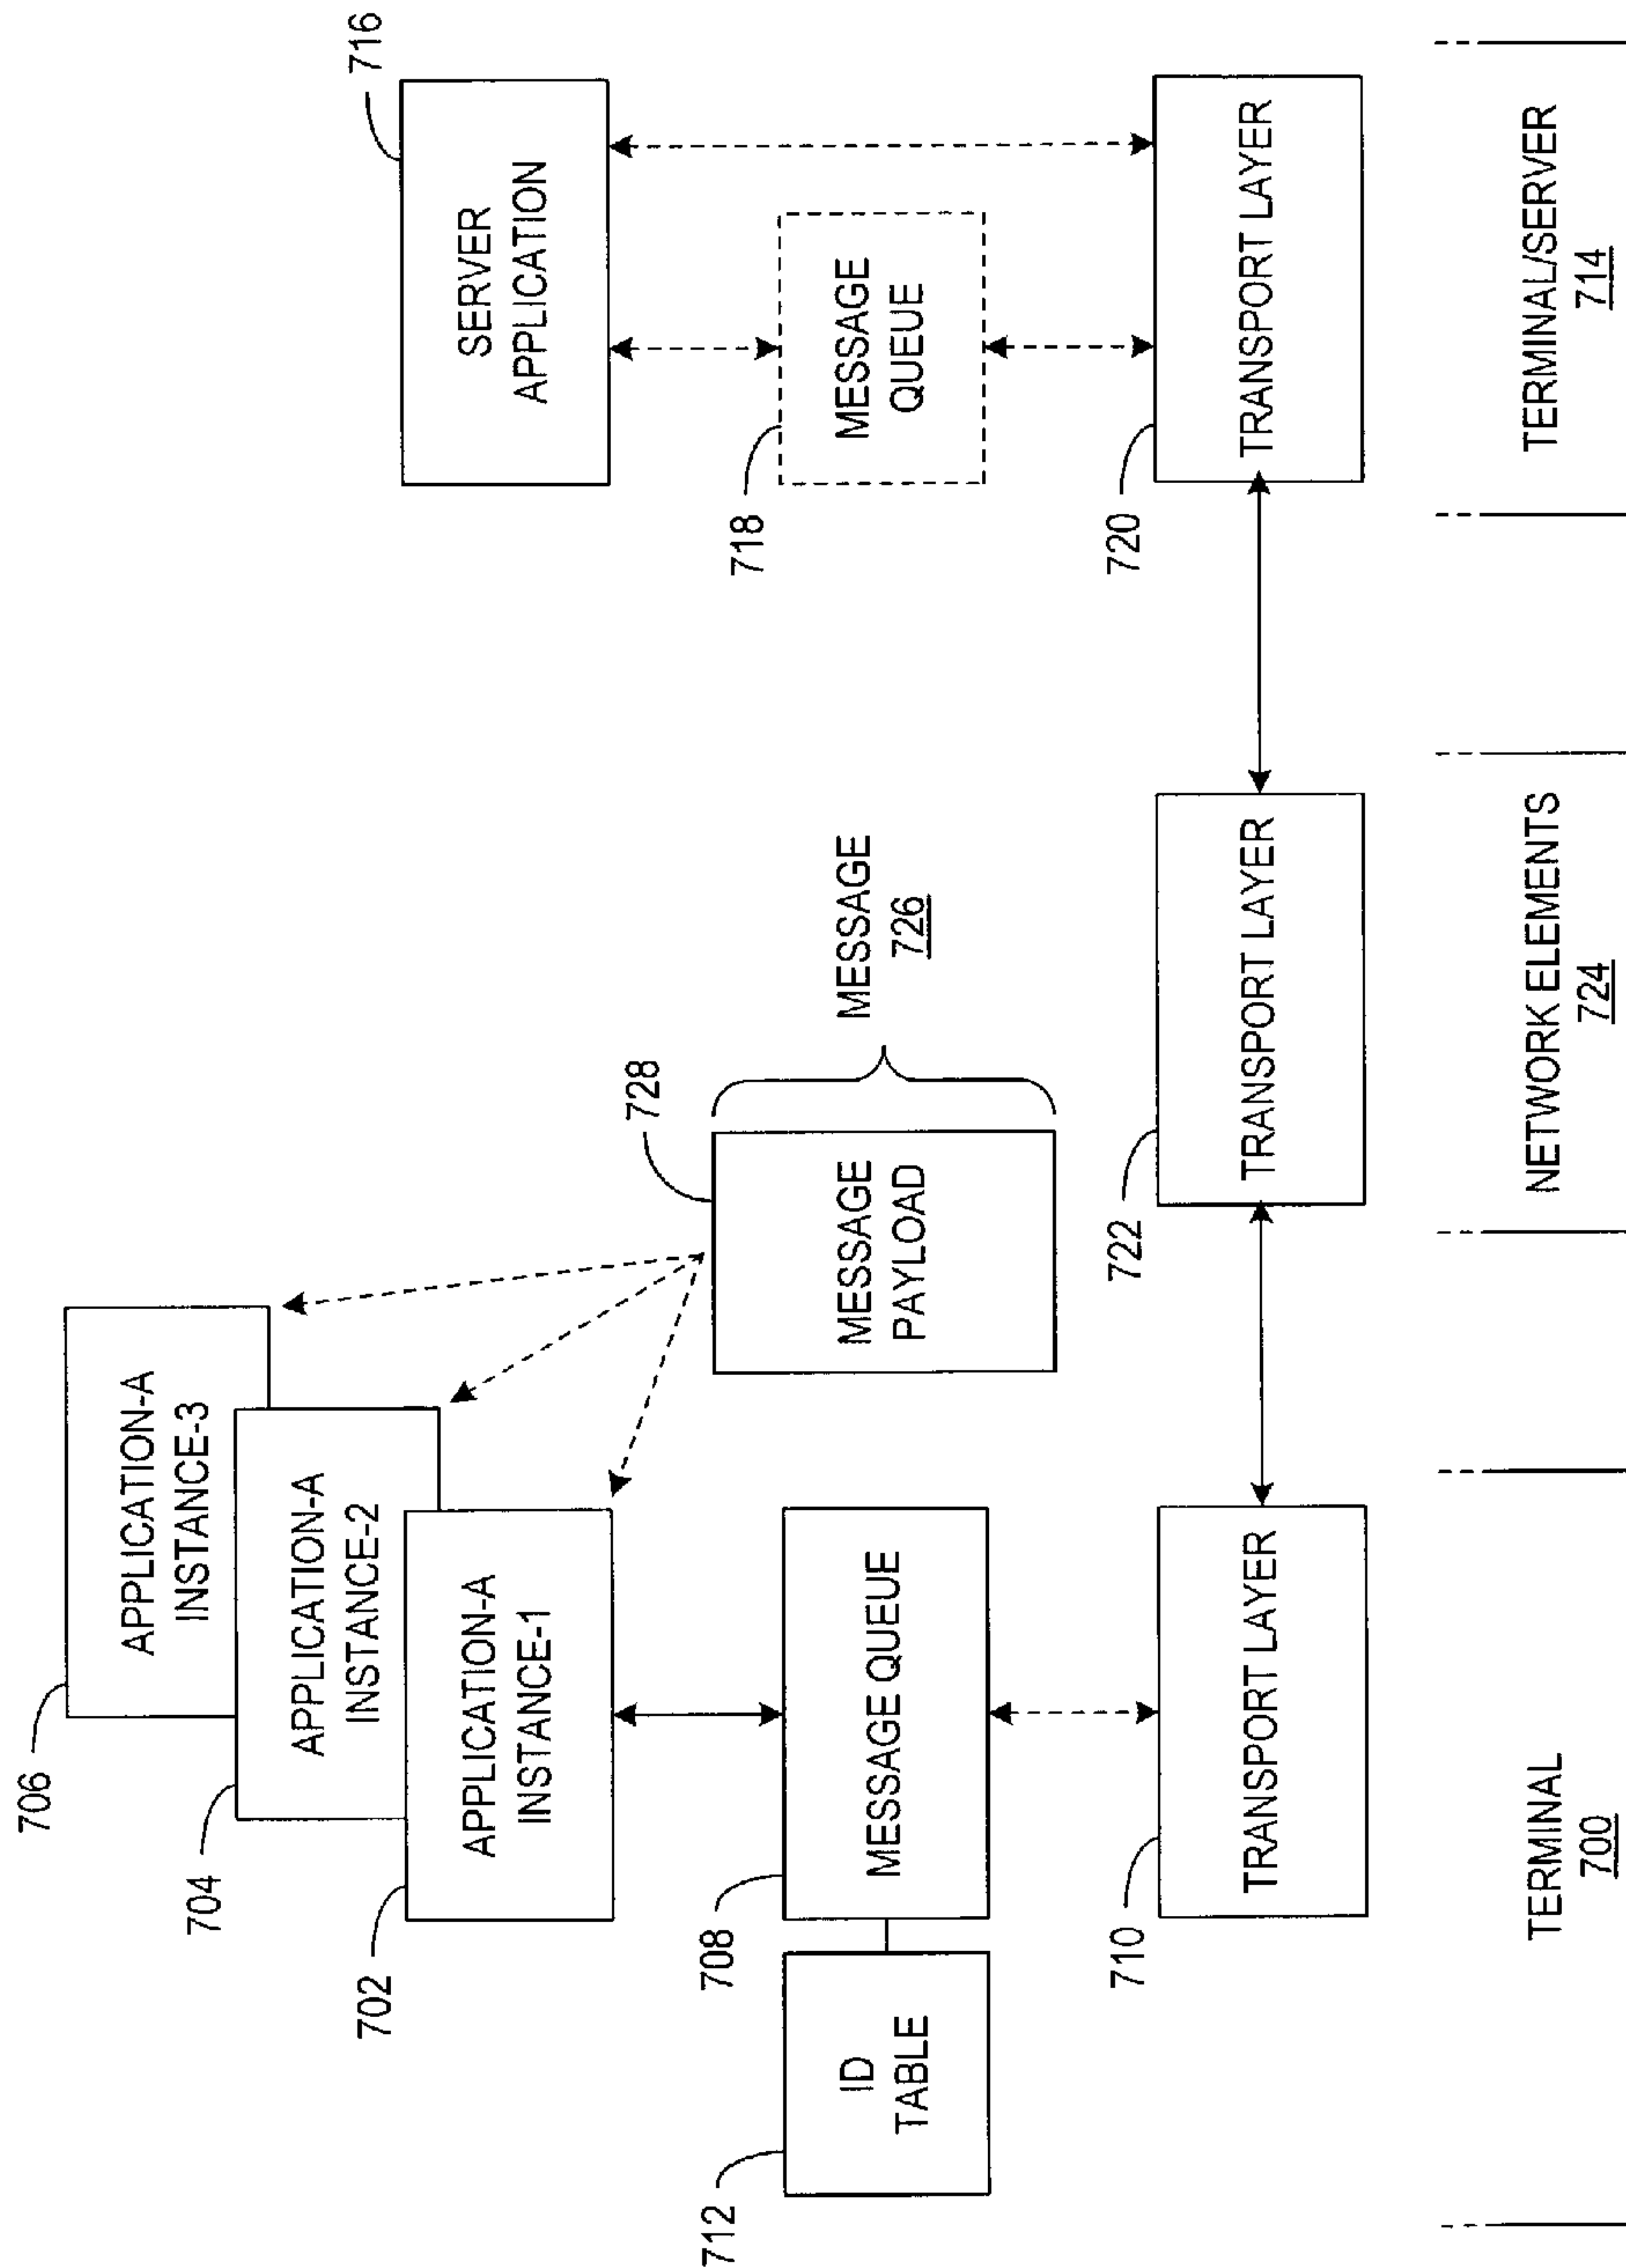 706
APPLICATION-A
INSTANCE-3
704
APPLICATION-A
INSTANCE-2
702
APPLICATION-A
INSTANCE-1
716
SERVER
APPLICATION
712
ID
TABLE
708
MESSAGE QUEUE
728
MESSAGE
PAYLOAD
MESSAGE
726
718
MESSAGE
QUEUE
710
TRANSPORT LAYER
722
TRANSPORT LAYER
720
TRANSPORT LAYER
TERMINAL
700
NETWORK ELEMENTS
724
TERMINAL/SERVER
714